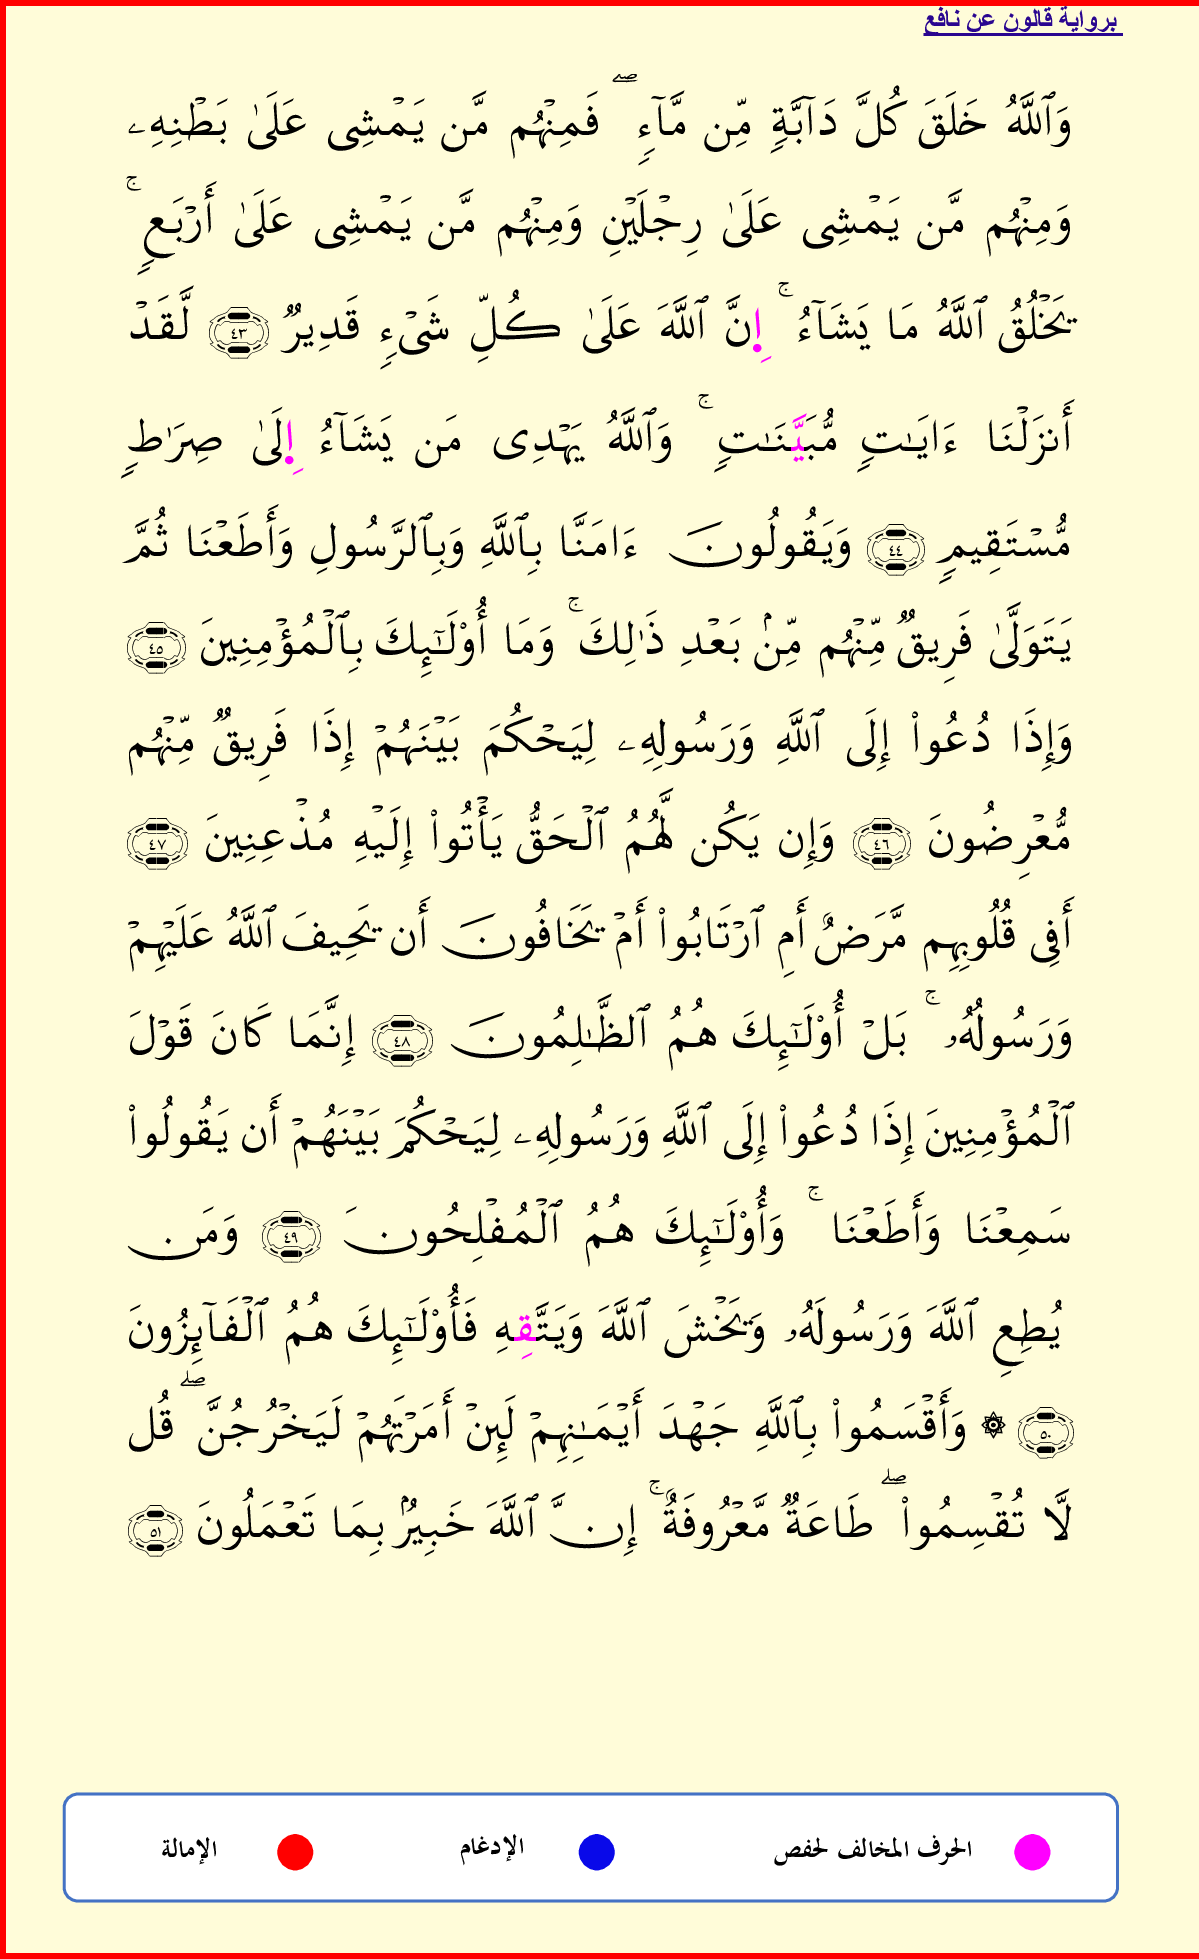 برواية قالون عن نافع
وَٱللَّهُ خَلَقَ كُلَّ دَآبَّةٍ مِّن مَّآءٍ ۖ فَمِنْهُم مَّن يَمْشِى عَلَىٰ بَطْنِهِۦ
وَمِنْهُم مَّن يَمْشِى عَلَىٰ رِجْلَيْنِ وَمِنْهُم مَّن يَمْشِى عَلَىٰ أَرْبَعٍ ۚ
يَخْلُقُ ٱللَّهُ مَا يَشَآءُ ۚ اِ۪نَّ ٱللَّهَ عَلَىٰ كُلِّ شَىْءٍ قَدِيرٌ ٤٣ لَّقَدْ
أَنزَلْنَا ءَايَـٰتٍ مُّبَيَّنَـٰتٍ ۚ وَٱللَّهُ يَهْدِى مَن يَشَآءُ اِ۪لَىٰ صِرَٰطٍ
مُّسْتَقِيمٍ ٤٤ وَيَقُولُونَ ءَامَنَّا بِٱللَّهِ وَبِٱلرَّسُولِ وَأَطَعْنَا ثُمَّ
يَتَوَلَّىٰ فَرِيقٌ مِّنْهُم مِّنۢ بَعْدِ ذَٰلِكَ ۚ وَمَا أُو۟لَـٰٓئِكَ بِٱلْمُؤْمِنِينَ ٤٥
وَإِذَا دُعُوا۟ إِلَى ٱللَّهِ وَرَسُولِهِۦ لِيَحْكُمَ بَيْنَهُمْ إِذَا فَرِيقٌ مِّنْهُم
مُّعْرِضُونَ ٤٦ وَإِن يَكُن لَّهُمُ ٱلْحَقُّ يَأْتُوا۟ إِلَيْهِ مُذْعِنِينَ ٤٧
أَفِى قُلُوبِهِم مَّرَضٌ أَمِ ٱرْتَابُوا۟ أَمْ يَخَافُونَ أَن يَحِيفَ ٱللَّهُ عَلَيْهِمْ
وَرَسُولُهُۥ ۚ بَلْ أُو۟لَـٰٓئِكَ هُمُ ٱلظَّـٰلِمُونَ ٤٨ إِنَّمَا كَانَ قَوْلَ
ٱلْمُؤْمِنِينَ إِذَا دُعُوا۟ إِلَى ٱللَّهِ وَرَسُولِهِۦ لِيَحْكُمَ بَيْنَهُمْ أَن يَقُولُوا۟
سَمِعْنَا وَأَطَعْنَا ۚ وَأُو۟لَـٰٓئِكَ هُمُ ٱلْمُفْلِحُونَ ٤٩ وَمَن
يُطِعِ ٱللَّهَ وَرَسُولَهُۥ وَيَخْشَ ٱللَّهَ وَيَتَّقِهِ فَأُو۟لَـٰٓئِكَ هُمُ ٱلْفَآئِزُونَ
٥٠ ۞ وَأَقْسَمُوا۟ بِٱللَّهِ جَهْدَ أَيْمَـٰنِهِمْ لَئِنْ أَمَرْتَهُمْ لَيَخْرُجُنَّ ۖ قُل
لَّا تُقْسِمُوا۟ ۖ طَاعَةٌ مَّعْرُوفَةٌ ۚ إِنَّ ٱللَّهَ خَبِيرٌۢ بِمَا تَعْمَلُونَ ٥١
الحرف المخالف لحفص الإدغام الإمالة